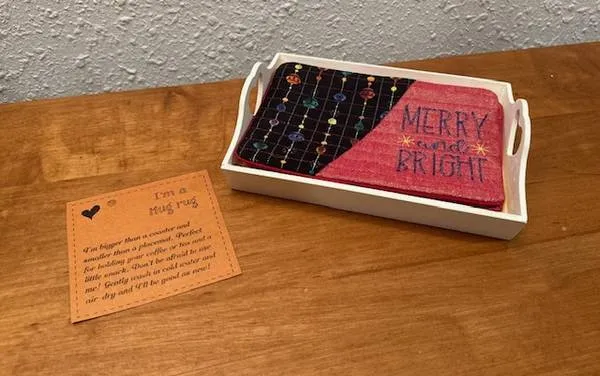 I'm a
Mug rug
I'm bigger than a coaster and
smaller than a placemat. Perfect
for holding your coffee or tea and a
little snack. Don't be afraid to use
me! Gently wash in cold water and
air-dry and I'll be good as new!
MERRY
and
BRIGHT